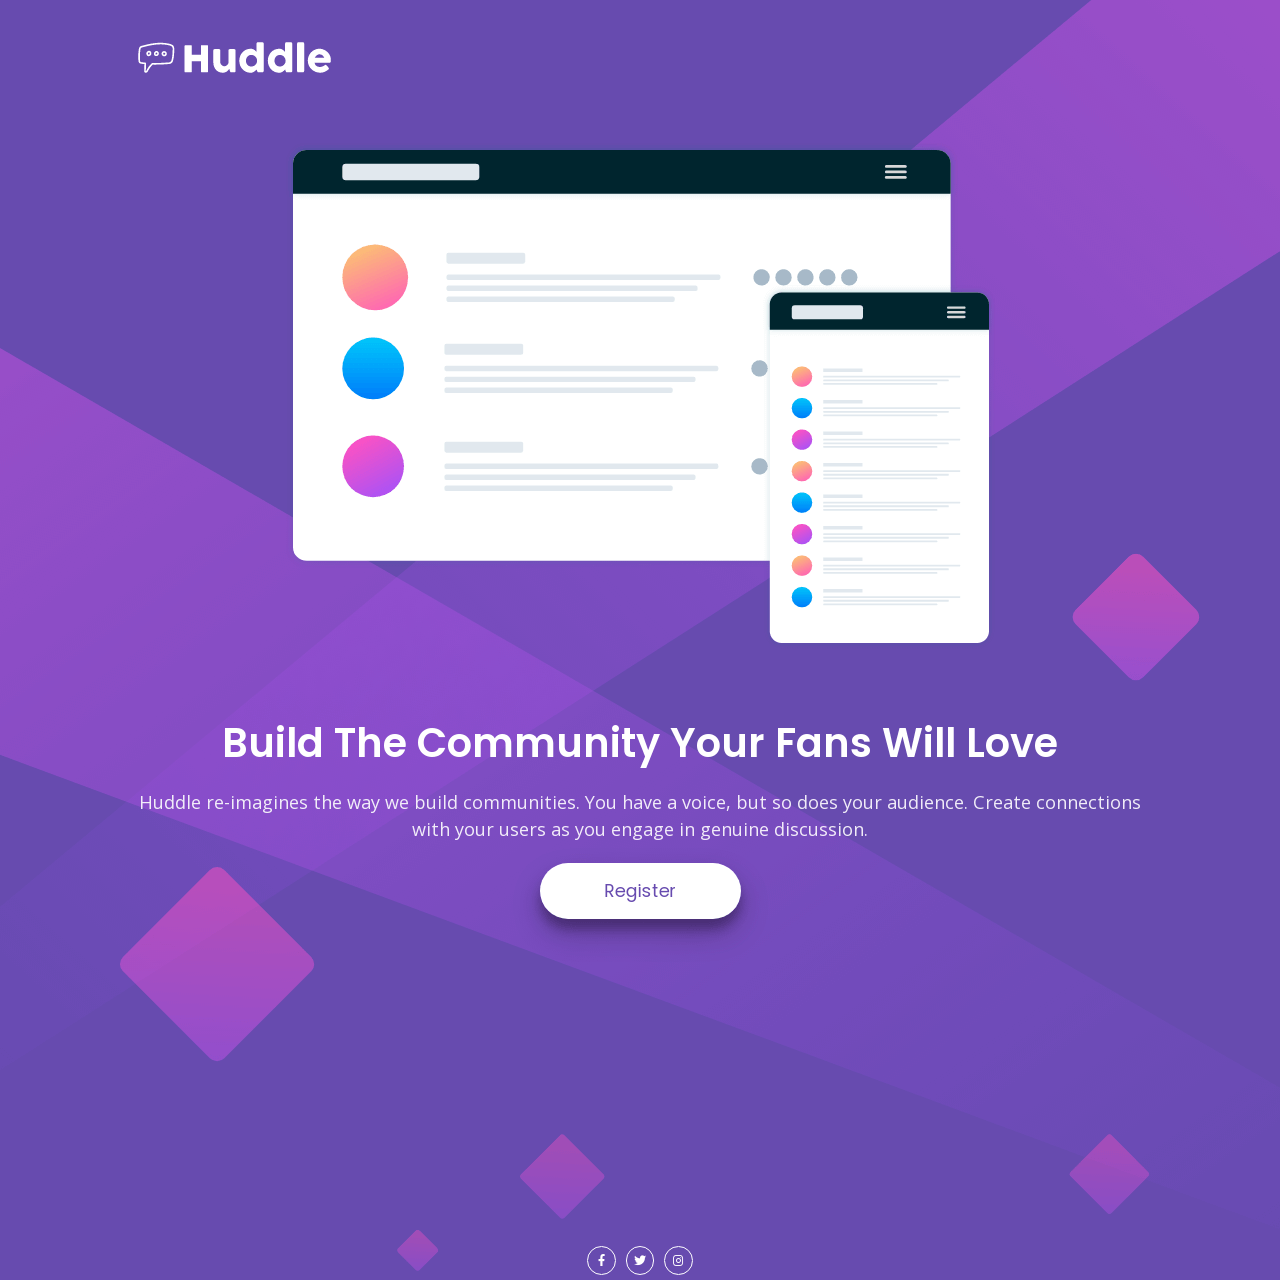 Huddle
Build The Community Your Fans Will Love
Huddle re-imagines the way we build communities. You have a voice, but so does your audience. Create connections
with your users as you engage in genuine discussion.
Register